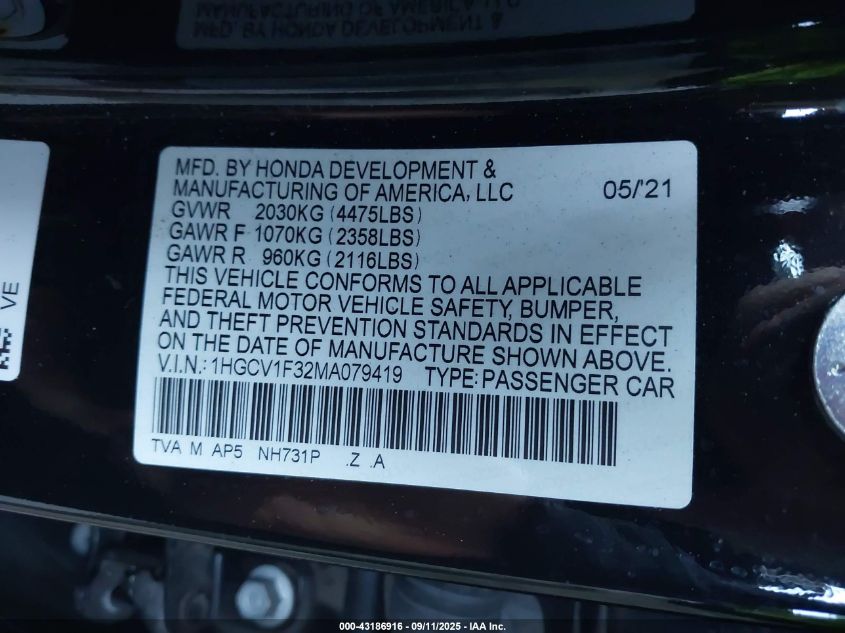 MFD. BY HONDA DEVELOPMENT &
MANUFACTURING OF AMERICA, LLC 05/'21
GVWR 2030KG (4475LBS)
GAWR F 1070KG (2358LBS)
GAWR R 960KG (2116LBS)
THIS VEHICLE CONFORMS TO ALL APPLICABLE
FEDERAL MOTOR VEHICLE SAFETY, BUMPER,
AND THEFT PREVENTION STANDARDS IN EFFECT
ON THE DATE OF MANUFACTURE SHOWN ABOVE.
V.I.N.: 1HGCV1F32MA079419 TYPE: PASSENGER CAR
TVA M AP5 NH731P .Z .A
VE
000-43186916 - 09/11/2025 - IAA Inc.